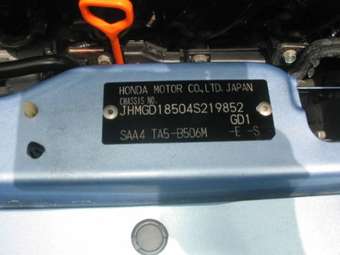 HONDA MOTOR CO.,LTD. JAPAN
CHASSIS NO.
JHMGD18504S219852
GD1
SAA4 TA5-B506M -E -S